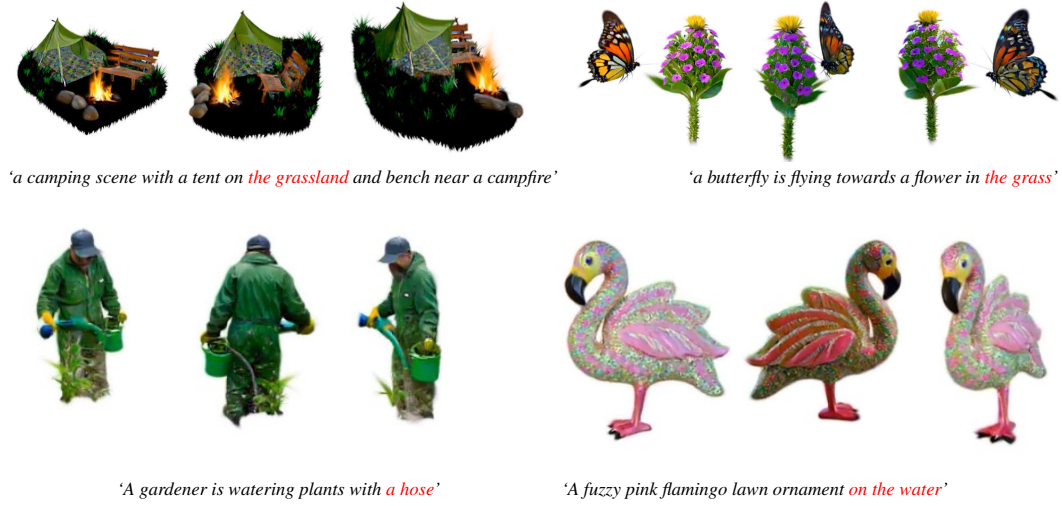 ‘a camping scene with a tent on the grassland and bench near a campfire’
‘a butterfly is flying towards a flower in the grass’
‘A gardener is watering plants with a hose’
‘A fuzzy pink flamingo lawn ornament on the water’